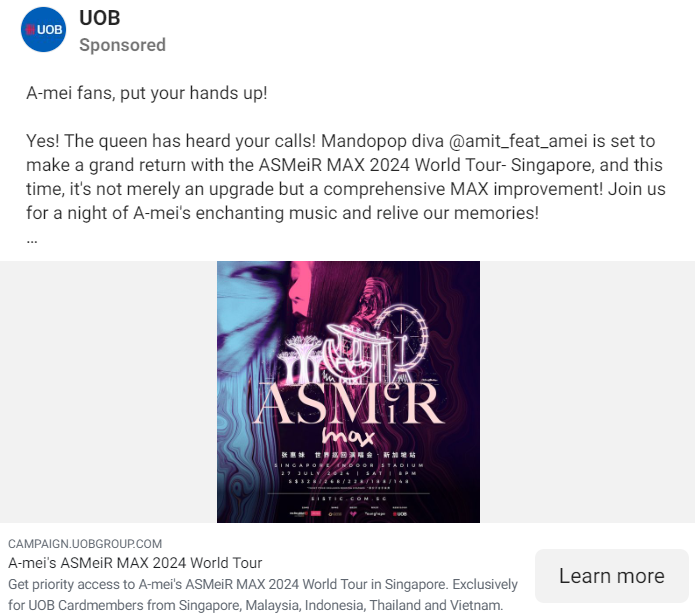 UOB
UOB
Sponsored
A-mei fans, put your hands up!
Yes! The queen has heard your calls! Mandopop diva @amit_feat_amei is set to
make a grand return with the ASMeiR MAX 2024 World Tour- Singapore, and this
time, it's not merely an upgrade but a comprehensive MAX improvement! Join us
for a night of A-mei's enchanting music and relive our memories!
...
ASMeiR
max
张惠妹 世界巡回演唱会 · 新加坡站
SINGAPORE INDOOR STADIUM
27 JULY 2024 | SAT | 8PM
S$328/268/228/188/148
SISTIC.COM.SG
UOB
CAMPAIGN.UOBGROUP.COM
A-mei's ASMeiR MAX 2024 World Tour
Get priority access to A-mei's ASMeiR MAX 2024 World Tour in Singapore. Exclusively
for UOB Cardmembers from Singapore, Malaysia, Indonesia, Thailand and Vietnam.
Learn more